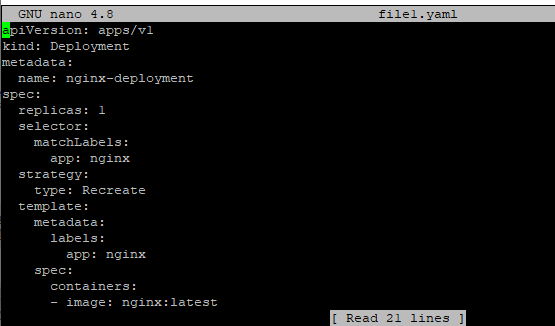 GNU nano 4.8 file1.yaml
apiVersion: apps/v1
kind: Deployment
metadata:
  name: nginx-deployment
spec:
  replicas: 1
  selector:
    matchLabels:
      app: nginx
  strategy:
    type: Recreate
  template:
    metadata:
      labels:
        app: nginx
    spec:
      containers:
      - image: nginx:latest
[ Read 21 lines ]